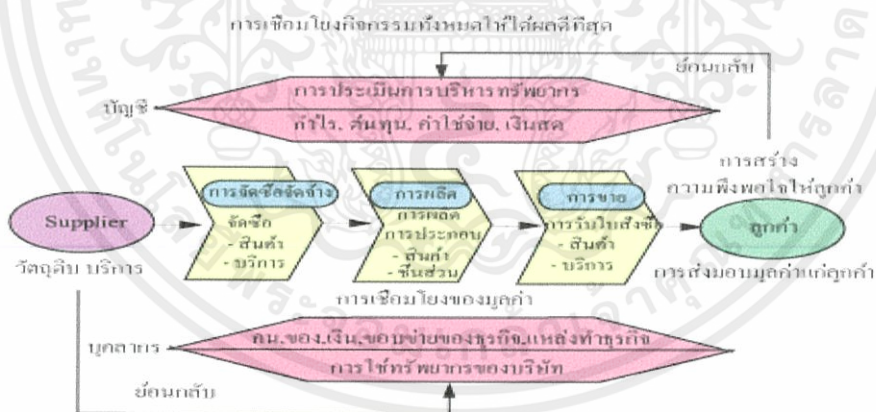 การเชื่อมโยงกิจกรรมทั้งหมดให้ได้ผลดีที่สุด
ย้อนกลับ
บัญชี
การประเมินการบริหารทรัพยากร
กำไร, ต้นทุน, ค่าใช้จ่าย, เงินสด
การสร้าง
ความพึงพอใจให้ลูกค้า
Supplier
การจัดซื้อจัดจ้าง
จัดซื้อ
- สินค้า
- บริการ
การผลิต
การผลิต
การประกอบ
- สินค้า
- ชิ้นส่วน
การขาย
การรับใบสั่งซื้อ
- สินค้า
- บริการ
ลูกค้า
วัตถุดิบ บริการ
การส่งมอบมูลค่าแก่ลูกค้า
การเชื่อมโยงของมูลค่า
บุคลากร
คน,ของ,เงิน,ขอบข่ายของธุรกิจ,แหล่งทำธุรกิจ
การใช้ทรัพยากรของบริษัท
ย้อนกลับ